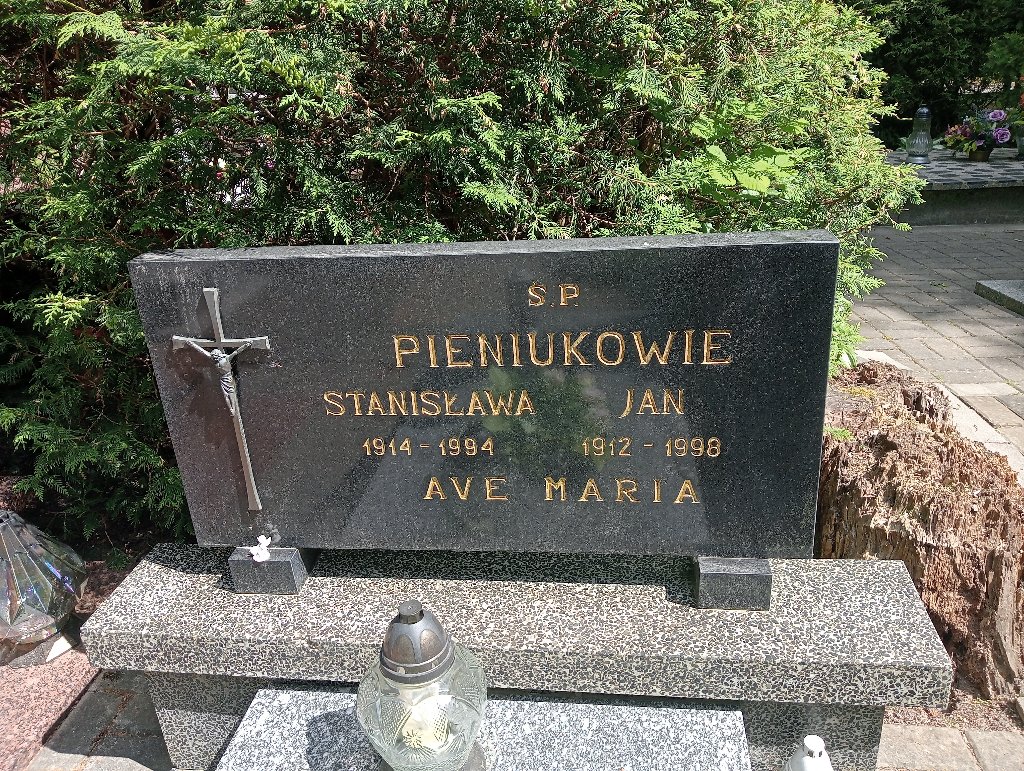 Ś.P.
PIENIUKOWIE
STANISŁAWA JAN
1914-1994 1912-1998
AVE MARIA